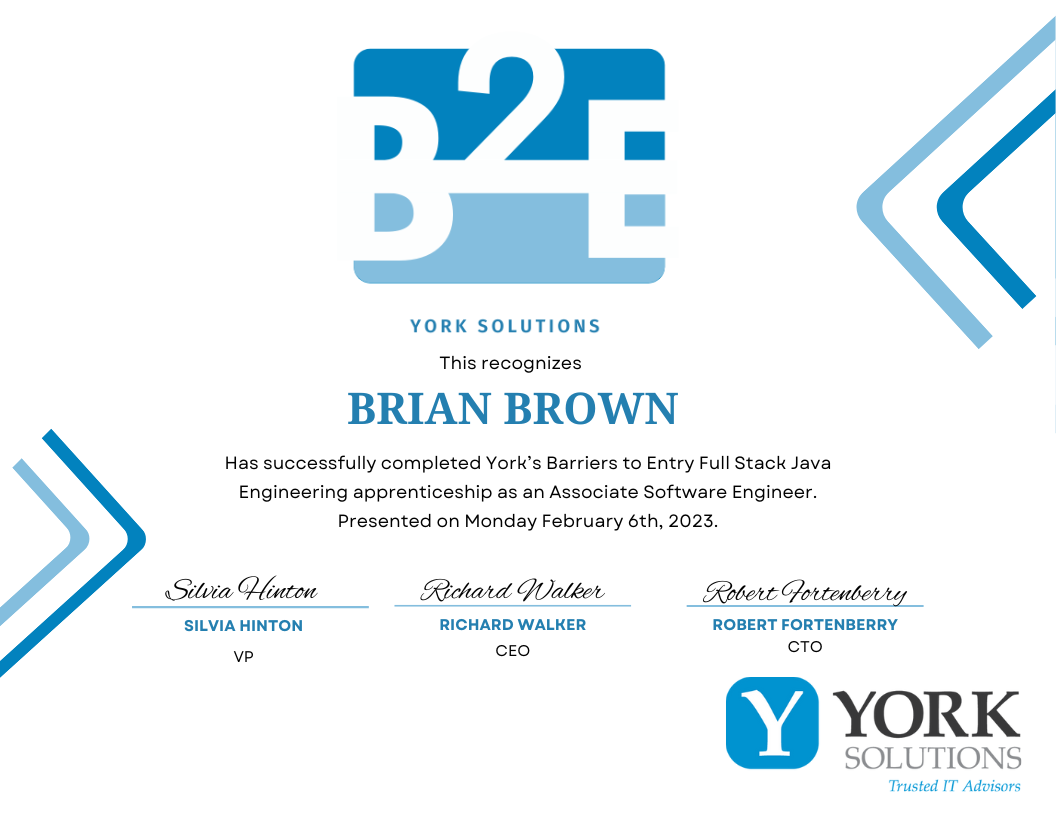 B2E
YORK SOLUTIONS
This recognizes
BRIAN BROWN
Has successfully completed York’s Barriers to Entry Full Stack Java
Engineering apprenticeship as an Associate Software Engineer.
Presented on Monday February 6th, 2023.
Silvia Hinton Richard Walker Robert Fortenberry
SILVIA HINTON RICHARD WALKER ROBERT FORTENBERRY
VP CEO CTO
Y YORK
SOLUTIONS
Trusted IT Advisors